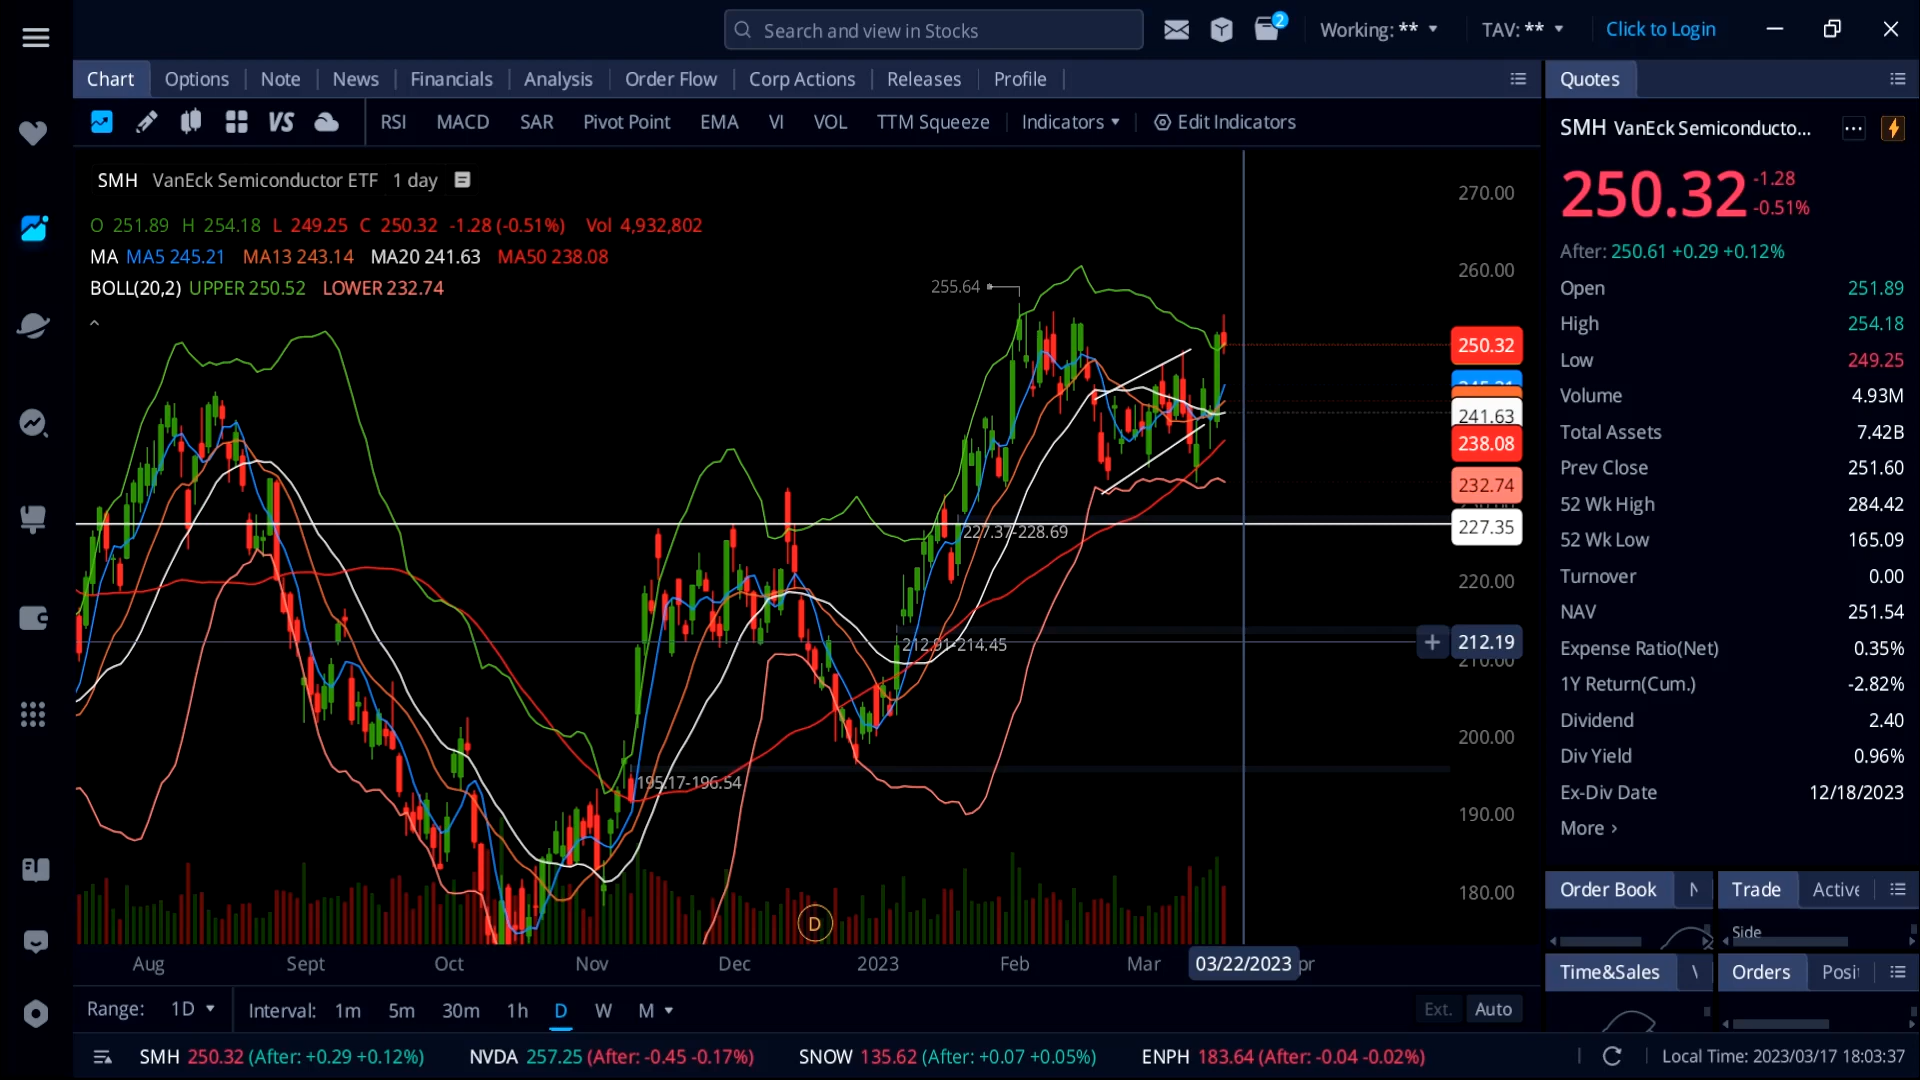 Search and view in Stocks
2
Working: **
TAV: **
Click to Login
Chart
Options
Note
News
Financials
Analysis
Order Flow
Corp Actions
Releases
Profile
VS
RSI
MACD
SAR
Pivot Point
EMA
VI
VOL
TTM Squeeze
Indicators
Edit Indicators
SMH VanEck Semiconductor ETF 1 day
O 251.89 H 254.18 L 249.25 C 250.32 -1.28 (-0.51%) Vol 4,932,802
MA MA5 245.21 MA13 243.14 MA20 241.63 MA50 238.08
BOLL(20,2) UPPER 250.52 LOWER 232.74
255.64
227.37-228.69
212.91-214.45
195.17-196.54
D
270.00
260.00
250.32
241.63
238.08
232.74
227.35
220.00
212.19
210.00
200.00
190.00
180.00
Aug
Sept
Oct
Nov
Dec
2023
Feb
Mar
03/22/2023
pr
Range: 1D
Interval: 1m 5m 30m 1h D W M
Ext.
Auto
Quotes
SMH VanEck Semiconducto...
250.32
-1.28
-0.51%
After: 250.61 +0.29 +0.12%
Open 251.89
High 254.18
Low 249.25
Volume 4.93M
Total Assets 7.42B
Prev Close 251.60
52 Wk High 284.42
52 Wk Low 165.09
Turnover 0.00
NAV 251.54
Expense Ratio(Net) 0.35%
1Y Return(Cum.) -2.82%
Dividend 2.40
Div Yield 0.96%
Ex-Div Date 12/18/2023
More ›
Order Book
Trade
Active
Side
Time&Sales
Orders
Posi
SMH 250.32 (After: +0.29 +0.12%)
NVDA 257.25 (After: -0.45 -0.17%)
SNOW 135.62 (After: +0.07 +0.05%)
ENPH 183.64 (After: -0.04 -0.02%)
Local Time: 2023/03/17 18:03:37